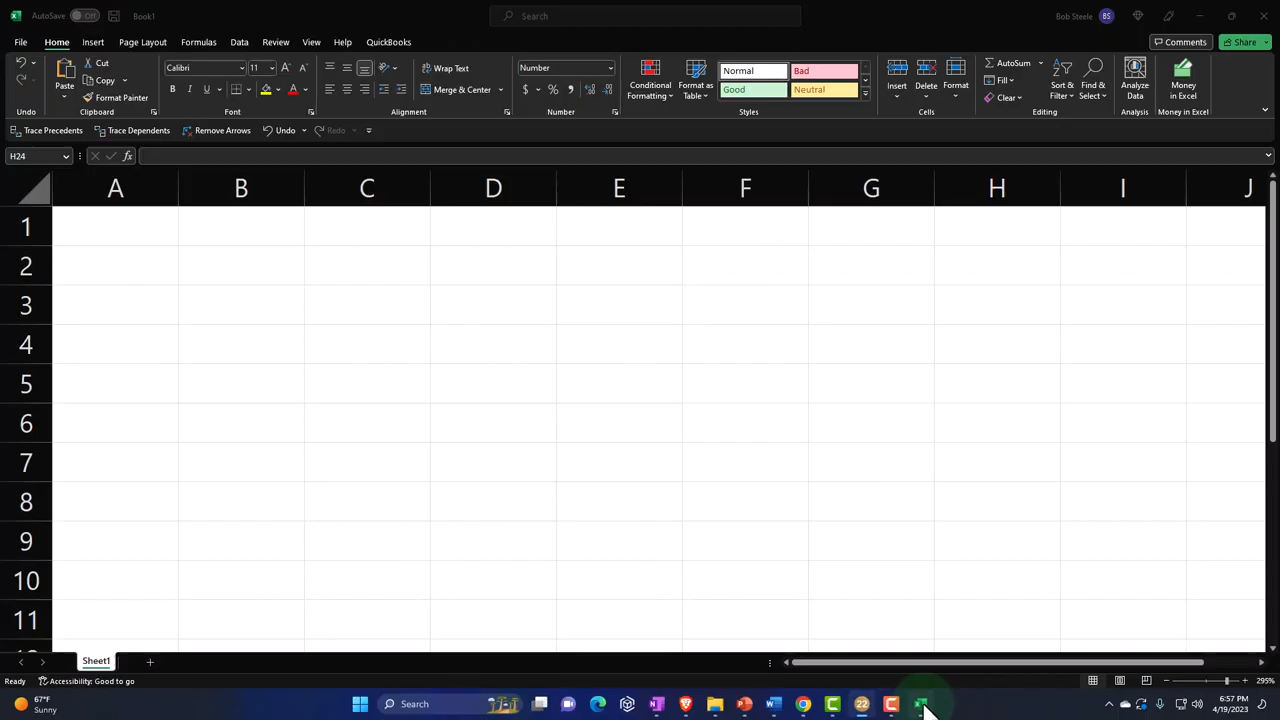 AutoSave Off Book1 Search Bob Steele BS
File Home Insert Page Layout Formulas Data Review View Help QuickBooks Comments Share
Cut Calibri 11 Wrap Text Number Normal Bad AutoSum
Paste Copy Conditional Formatting Format as Table Insert Delete Format Fill Sort & Filter Find & Select Analyze Data Money in Excel
Format Painter B I U A Merge & Center $ % Good Neutral Clear
Undo Clipboard Font Alignment Number Styles Cells Editing Analysis Money in Excel
Trace Precedents Trace Dependents Remove Arrows Undo Redo
H24 fx
A B C D E F G H I J
1
2
3
4
5
6
7
8
9
10
11
Sheet1
Ready Accessibility: Good to go 295%
67°F Search 22 6:57 PM
Sunny 4/19/2023